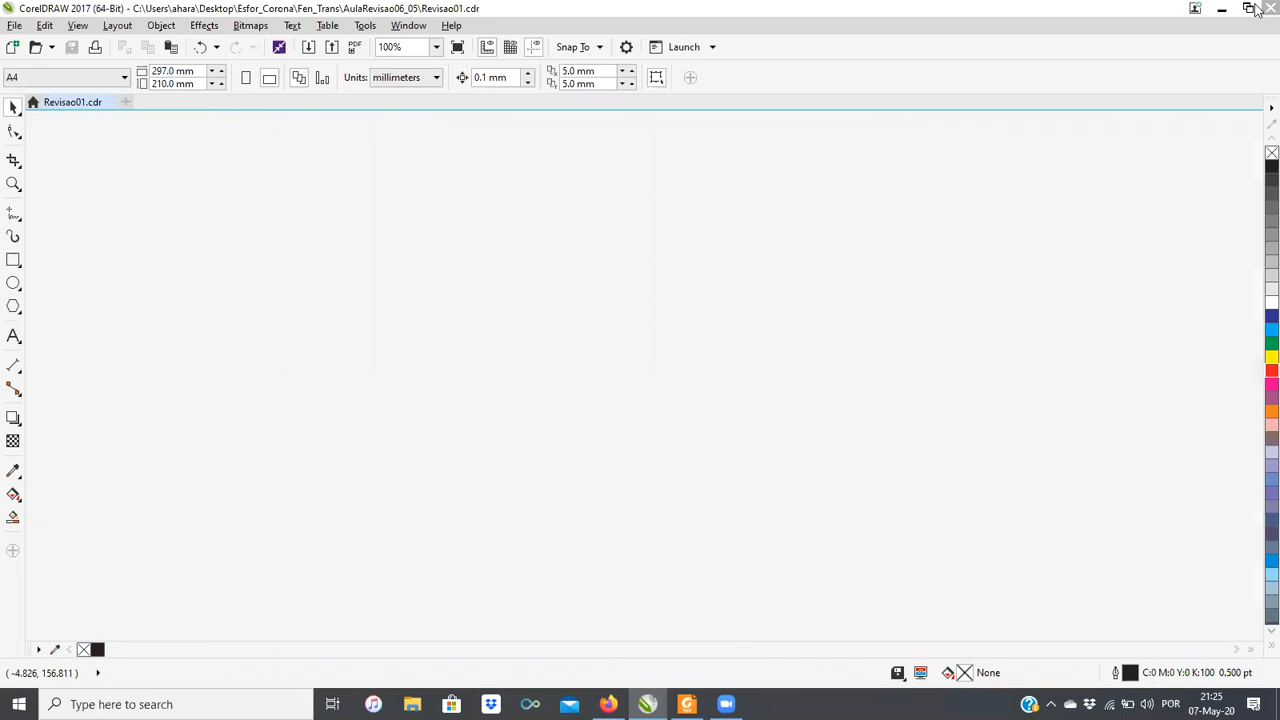 CorelDRAW 2017 (64-Bit) - C:\Users\ahara\Desktop\Esfor_Corona\Fen_Trans\AulaRevisao06_05\Revisao01.cdr
File Edit View Layout Object Effects Bitmaps Text Table Tools Window Help
PDF 100% Snap To Launch
A4 297.0 mm 210.0 mm Units: millimeters 0.1 mm 5.0 mm 5.0 mm
Revisao01.cdr
( -4.826, 156.811 ) None C:0 M:0 Y:0 K:100 0.500 pt
Type here to search POR 21:25 07-May-20